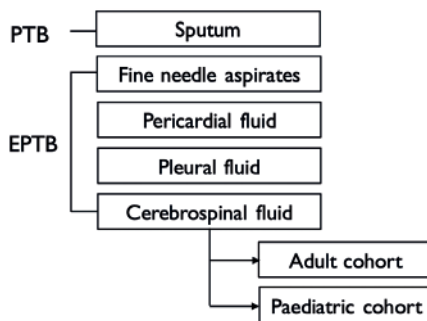 PTB
Sputum
Fine needle aspirates
Pericardial fluid
EPTB
Pleural fluid
Cerebrospinal fluid
Adult cohort
Paediatric cohort